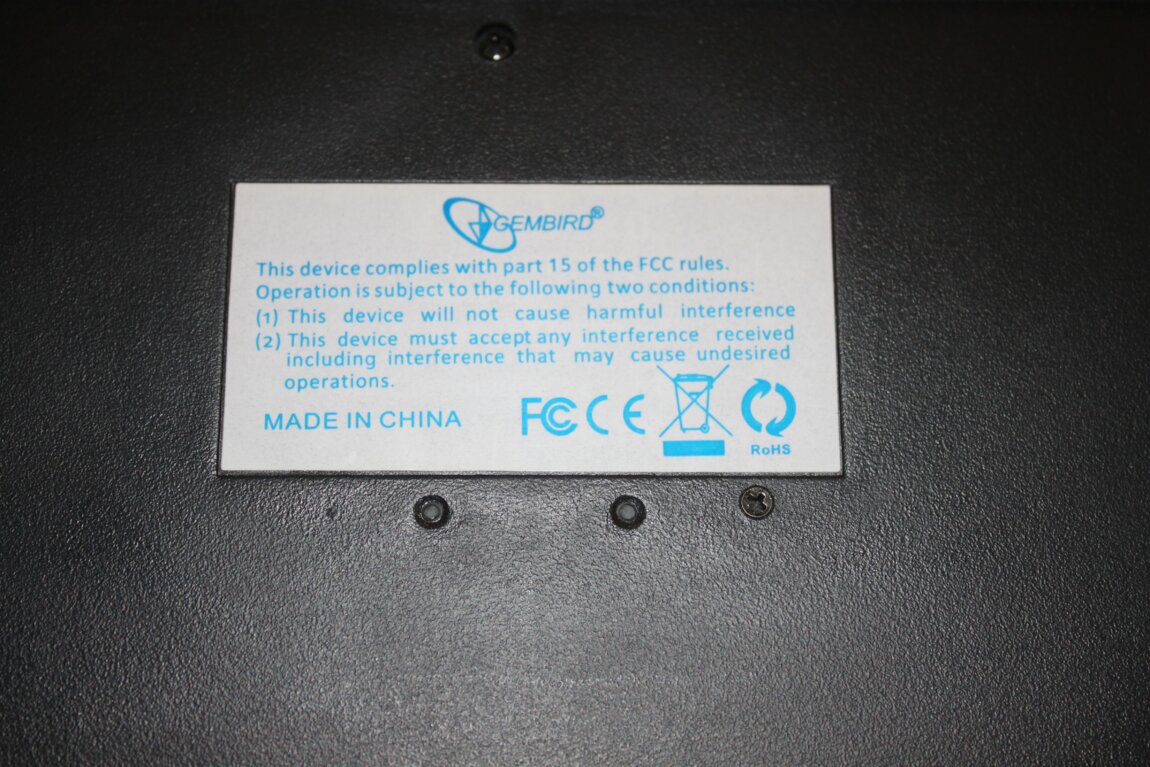 GEMBIRD®
This device complies with part 15 of the FCC rules.
Operation is subject to the following two conditions:
(1) This device will not cause harmful interference
(2) This device must accept any interference received
including interference that may cause undesired
operations.
MADE IN CHINA FCC CE
RoHS